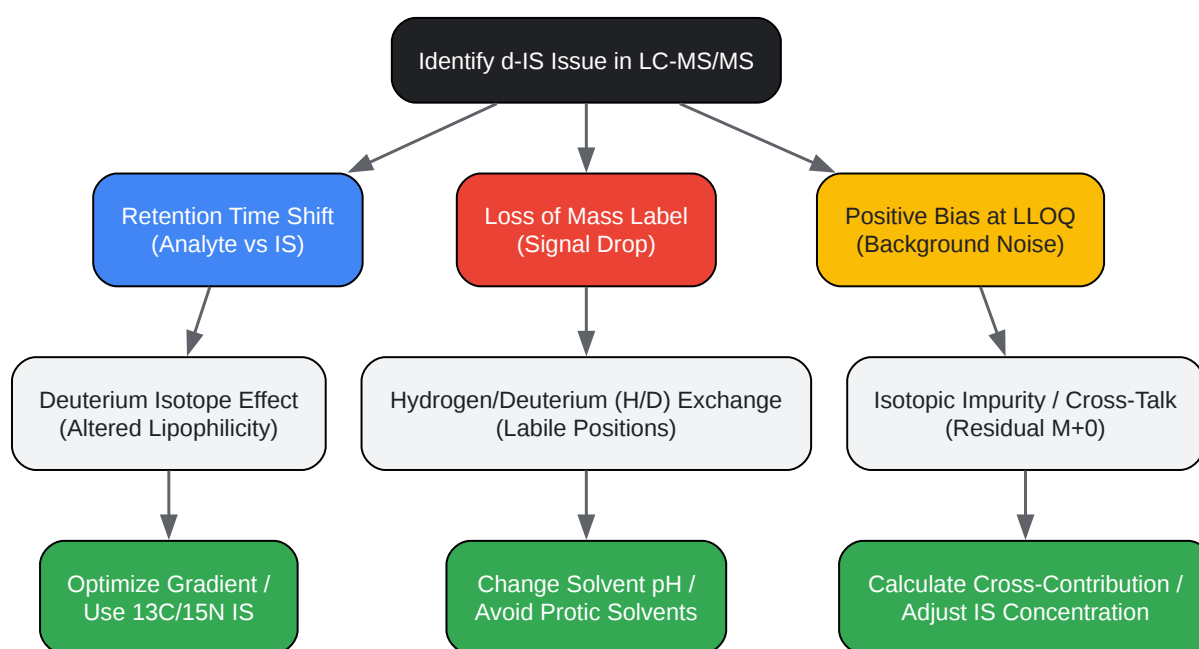 Identify d-IS Issue in LC-MS/MS
Retention Time Shift
(Analyte vs IS)
Loss of Mass Label
(Signal Drop)
Positive Bias at LLOQ
(Background Noise)
Deuterium Isotope Effect
(Altered Lipophilicity)
Hydrogen/Deuterium (H/D) Exchange
(Labile Positions)
Isotopic Impurity / Cross-Talk
(Residual M+0)
Optimize Gradient /
Use 13C/15N IS
Change Solvent pH /
Avoid Protic Solvents
Calculate Cross-Contribution /
Adjust IS Concentration